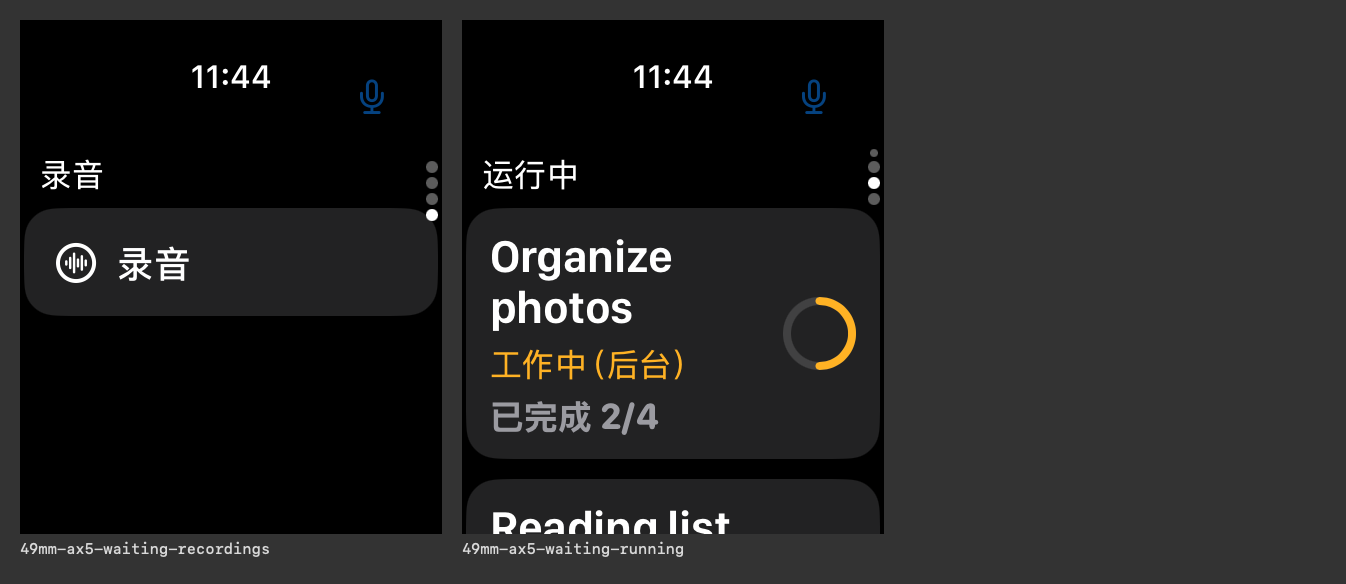 11:44
录音
录音
49mm-ax5-waiting-recordings
11:44
运行中
Organize
photos
工作中(后台)
已完成 2/4
Reading list
49mm-ax5-waiting-running